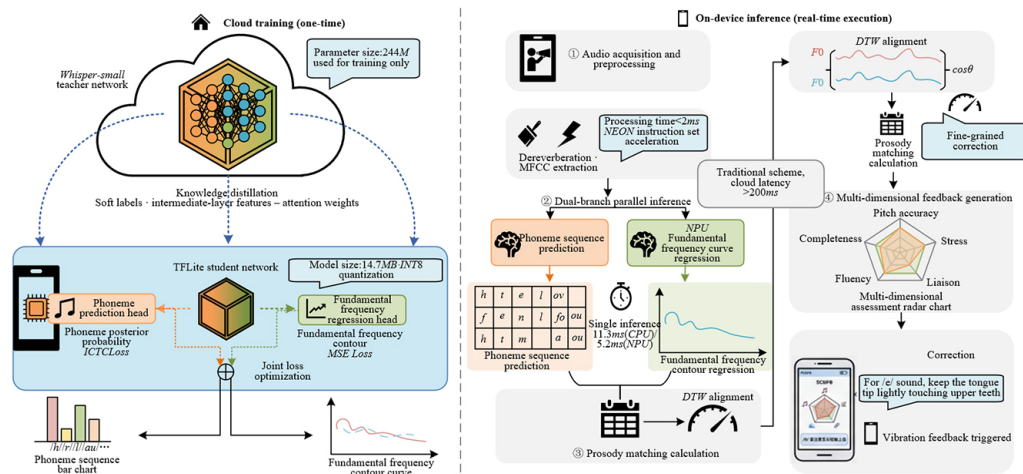 Cloud training (one-time)
Whisper-small
teacher network
Parameter size:244M
used for training only
Knowledge distillation
Soft labels · intermediate-layer features – attention weights
TFLite student network
Model size:14.7MB·INT8
quantization
Phoneme
prediction head
Fundamental
frequency
regression head
Phoneme posterior
probability
ICTCLoss
Fundamental frequency
contour
MSE Loss
Joint loss
optimization
/h//r//l//au/···
Phoneme sequence
bar chart
Fundamental frequency
contour curve
On-device inference (real-time execution)
① Audio acquisition and
preprocessing
Processing time<2ms
NEON instruction set
acceleration
Dereverberation ·
MFCC extraction
Traditional scheme,
cloud latency
>200ms
② Dual-branch parallel inference
Phoneme sequence
prediction
NPU
Fundamental
frequency curve
regression
h t e l ov
f e n l fo ou
h t m a ou
Phoneme sequence
prediction
Single inference
11.3ms(CPU)/
5.2ms(NPU)
Fundamental frequency
contour regression
DTW alignment
③ Prosody matching calculation
DTW alignment
F0
F0
cosθ
Prosody
matching
calculation
Fine-grained
correction
④ Multi-dimensional feedback generation
Pitch accuracy
Completeness
Stress
Fluency
Liaison
Multi-dimensional
assessment radar chart
Correction
scure
For /e/ sound, keep the tongue
tip lightly touching upper teeth
Vibration feedback triggered